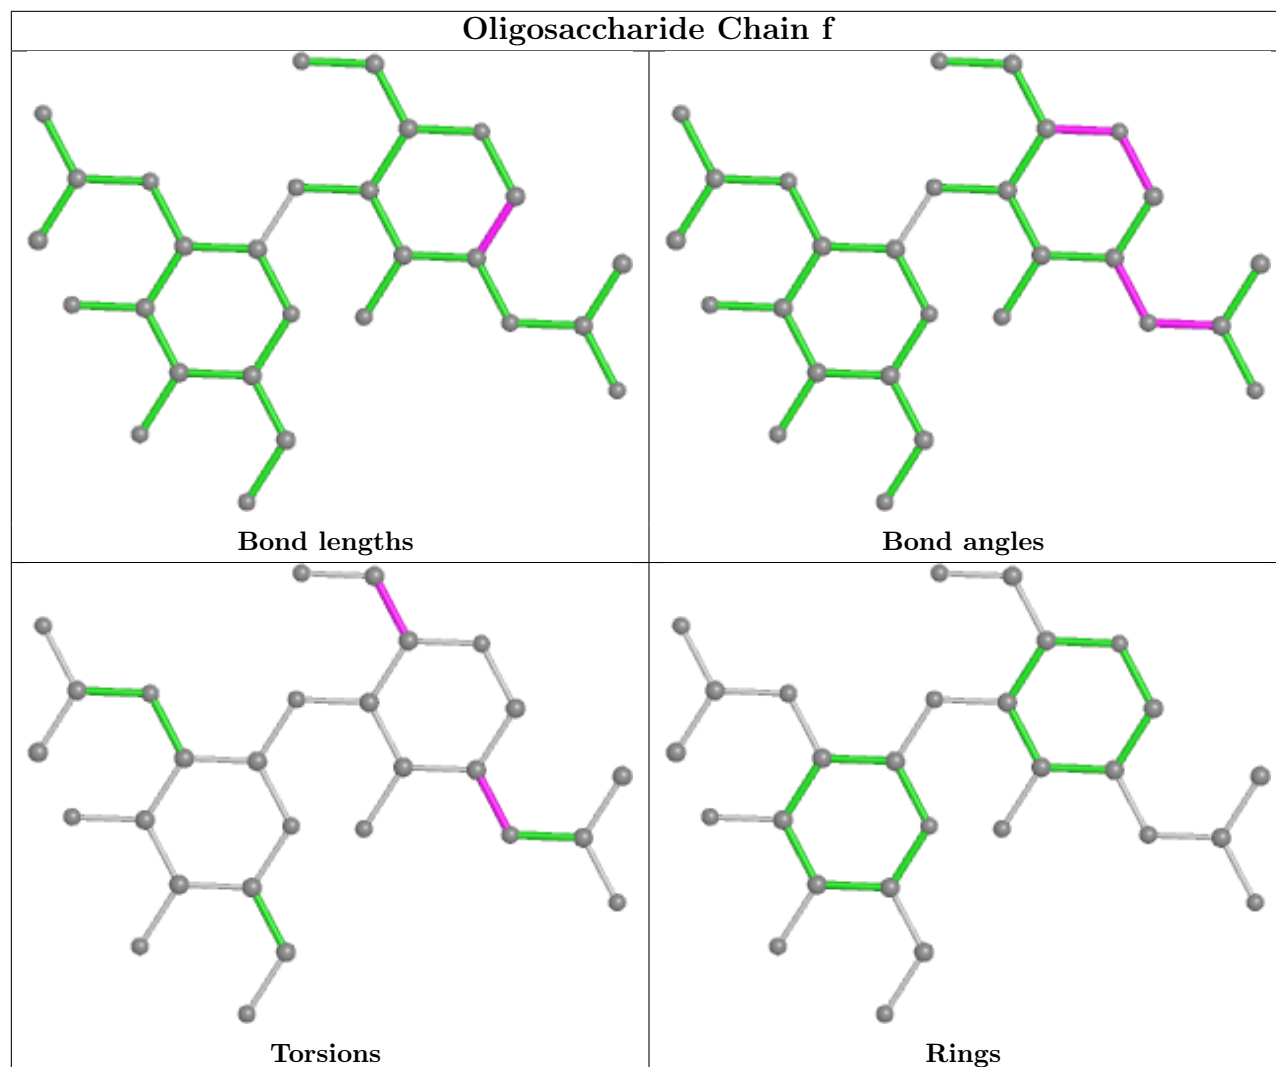 Oligosaccharide Chain f
Bond lengths
Bond angles
Torsions
Rings